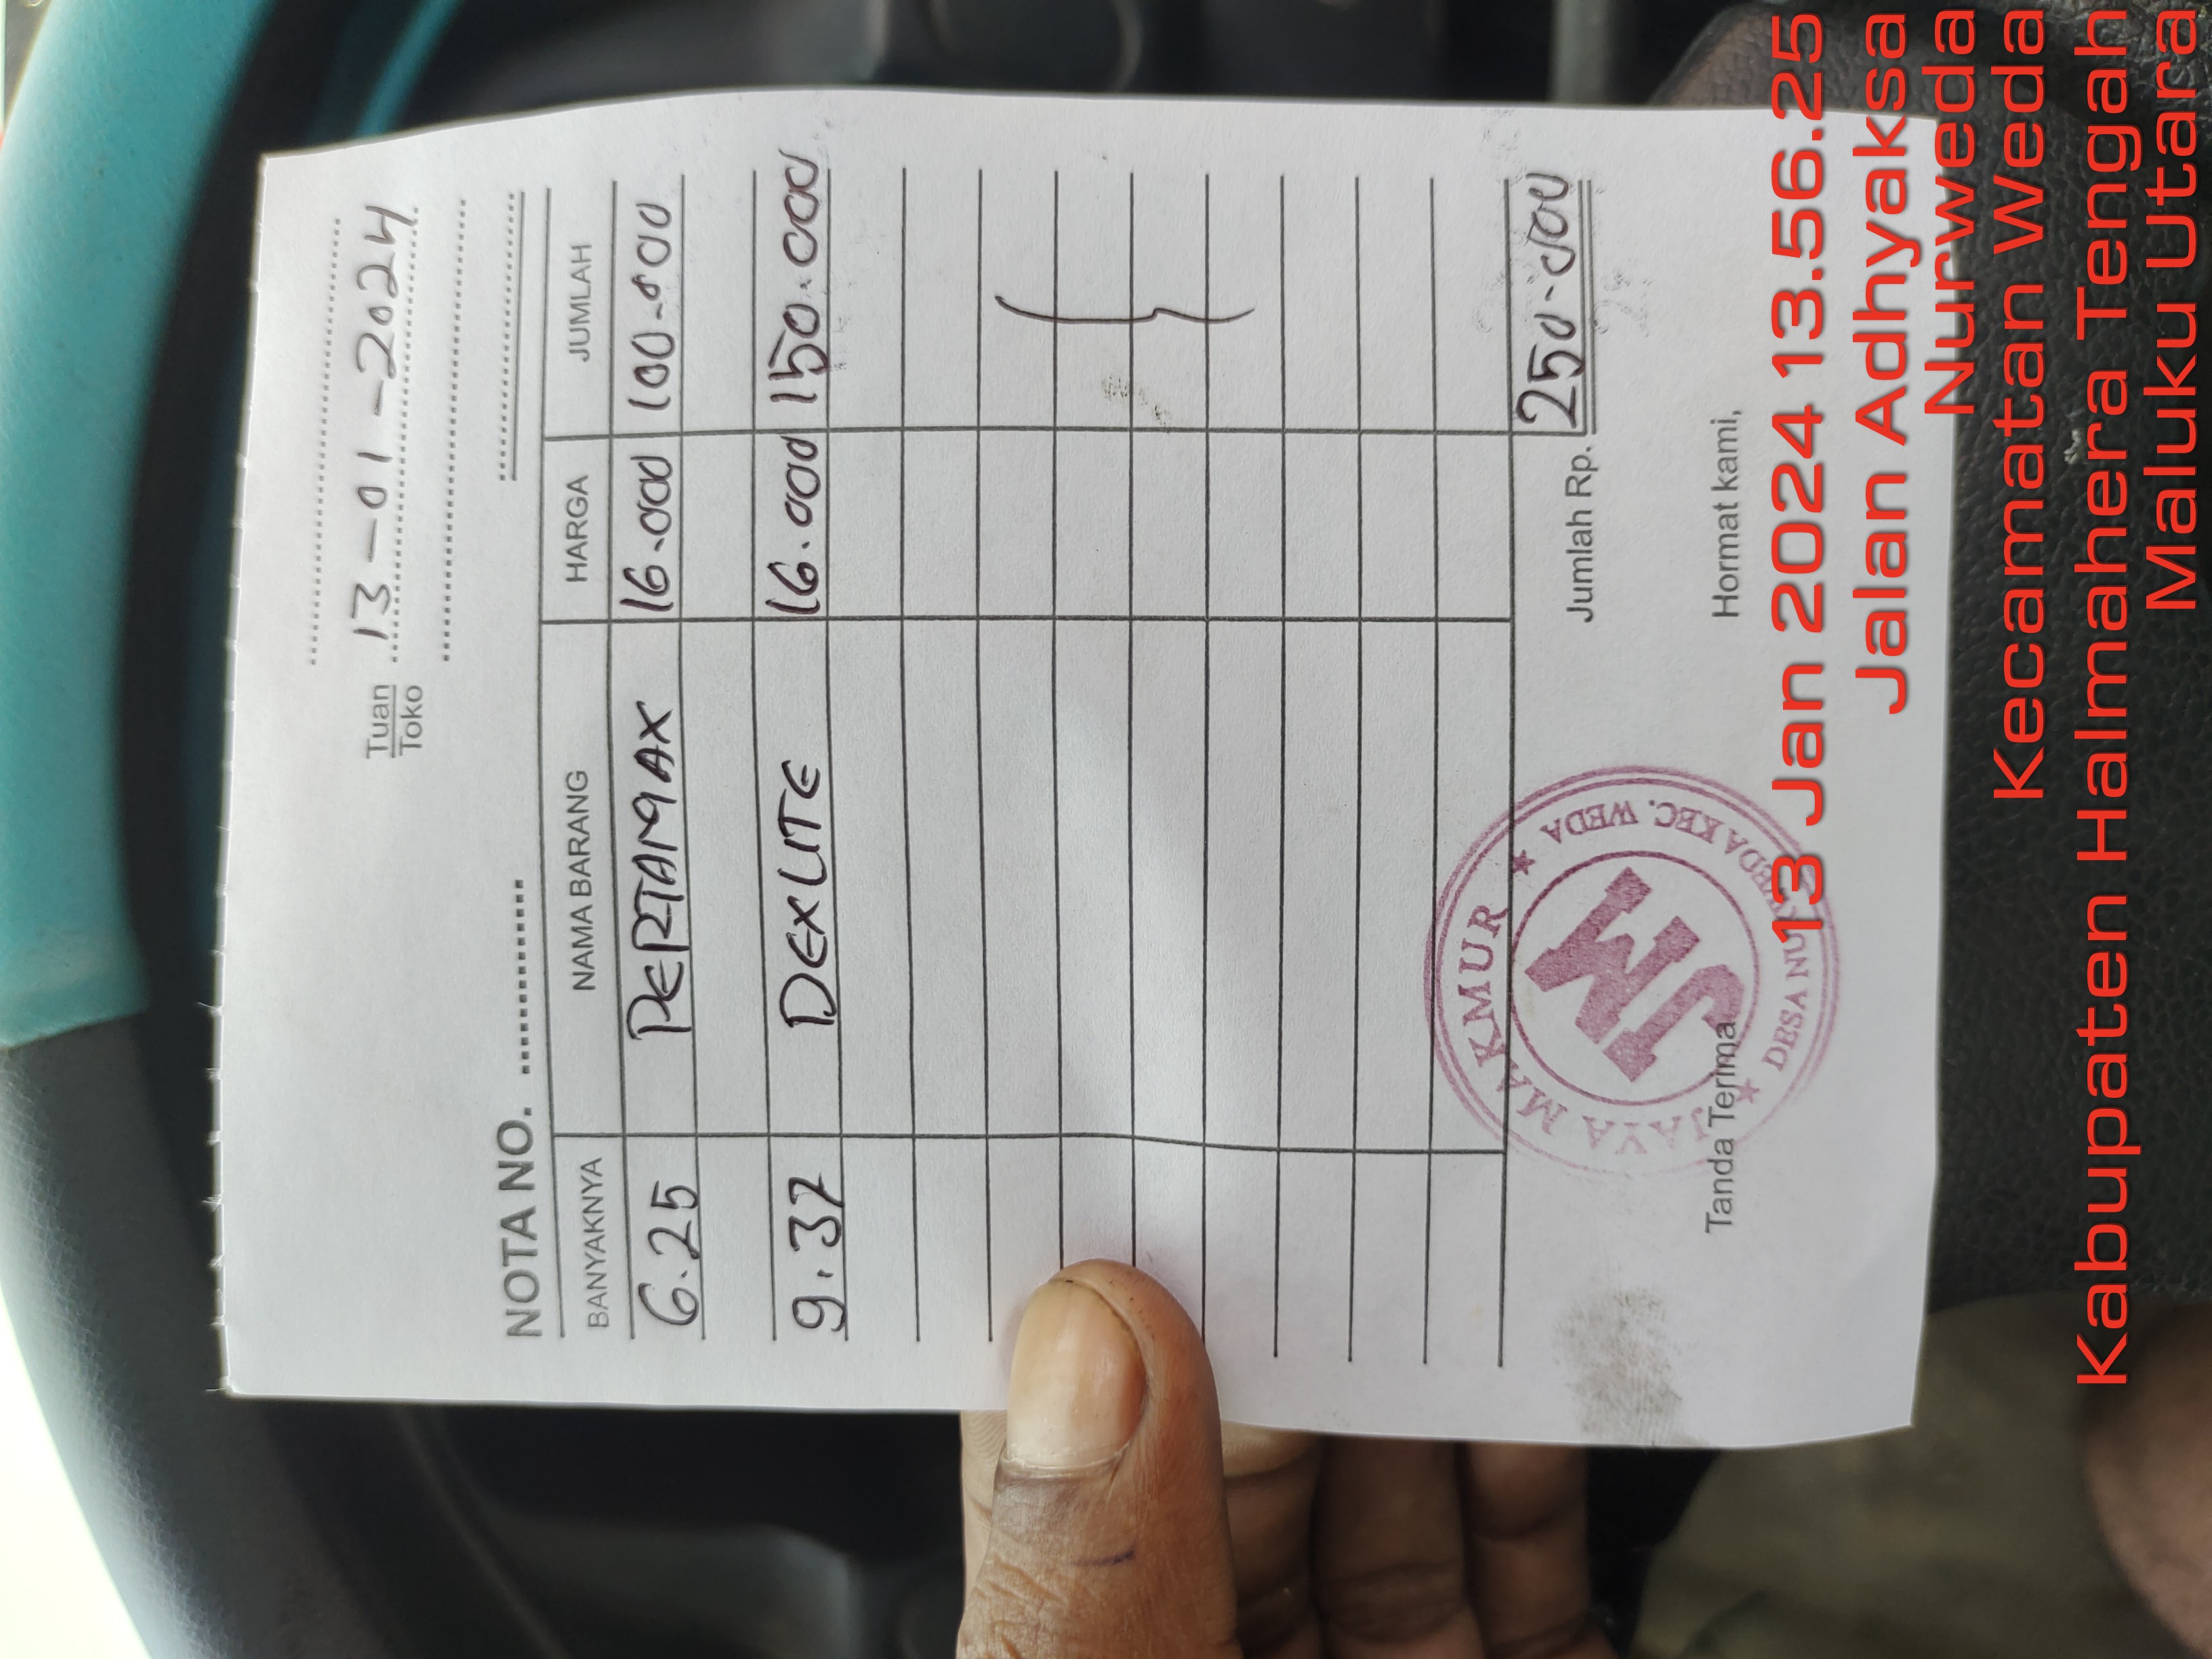 13-01-2024
Tuan
Toko
NOTA NO.
BANYAKNYA NAMA BARANG HARGA JUMLAH
6.25 PERTAMAX 16.000 100.000
9.37 DEXLITE 16.000 150.000
Jumlah Rp. 250.000
Tanda Terima Hormat kami,
JAYA MAKMUR
JM
DESA NURWEDA KEC. WEDA
13 Jan 2024 13.56.25
Jalan Adhyaksa
Nurweda
Kecamatan Weda
Kabupaten Halmahera Tengah
Maluku Utara